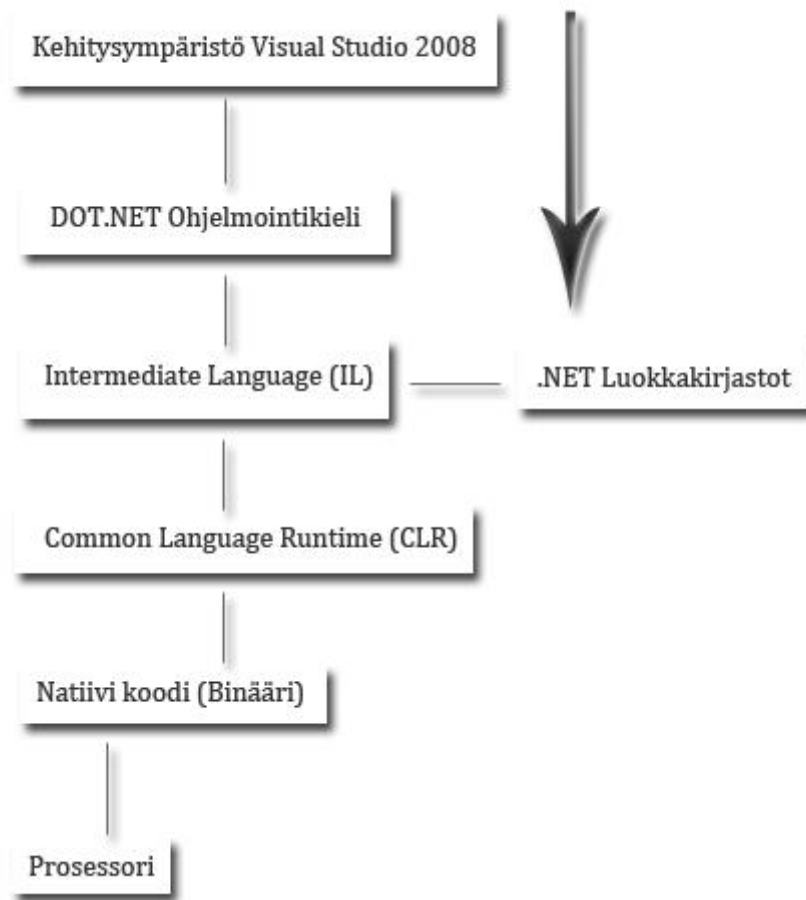 Kehitysympäristö Visual Studio 2008
DOT.NET Ohjelmointikieli
Intermediate Language (IL)
.NET Luokkakirjastot
Common Language Runtime (CLR)
Natiivi koodi (Binääri)
Prosessori